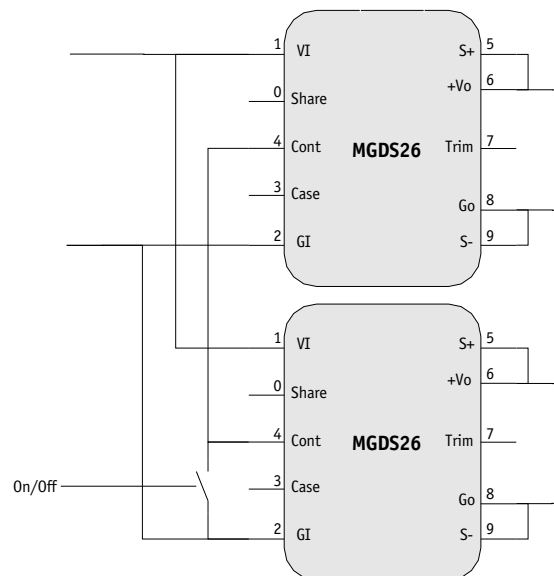 1 VI S+ 5
+Vo 6
0 Share
4 Cont MGDS26 Trim 7
3 Case
Go 8
2 GI S- 9
1 VI S+ 5
+Vo 6
0 Share
4 Cont MGDS26 Trim 7
On/Off 3 Case
Go 8
2 GI S- 9